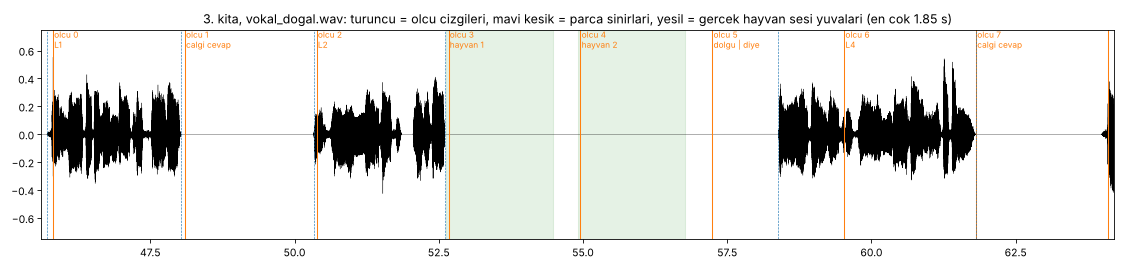 3. kita, vokal_dogal.wav: turuncu = olcu cizgileri, mavi kesik = parca sinirlari, yesil = gercek hayvan sesi yuvalari (en cok 1.85 s)
olcu 0
L1
olcu 1
calgi cevap
olcu 2
L2
olcu 3
hayvan 1
olcu 4
hayvan 2
olcu 5
dolgu | diye
olcu 6
L4
olcu 7
calgi cevap
0.6
0.4
0.2
0.0
−0.2
−0.4
−0.6
47.5
50.0
52.5
55.0
57.5
60.0
62.5